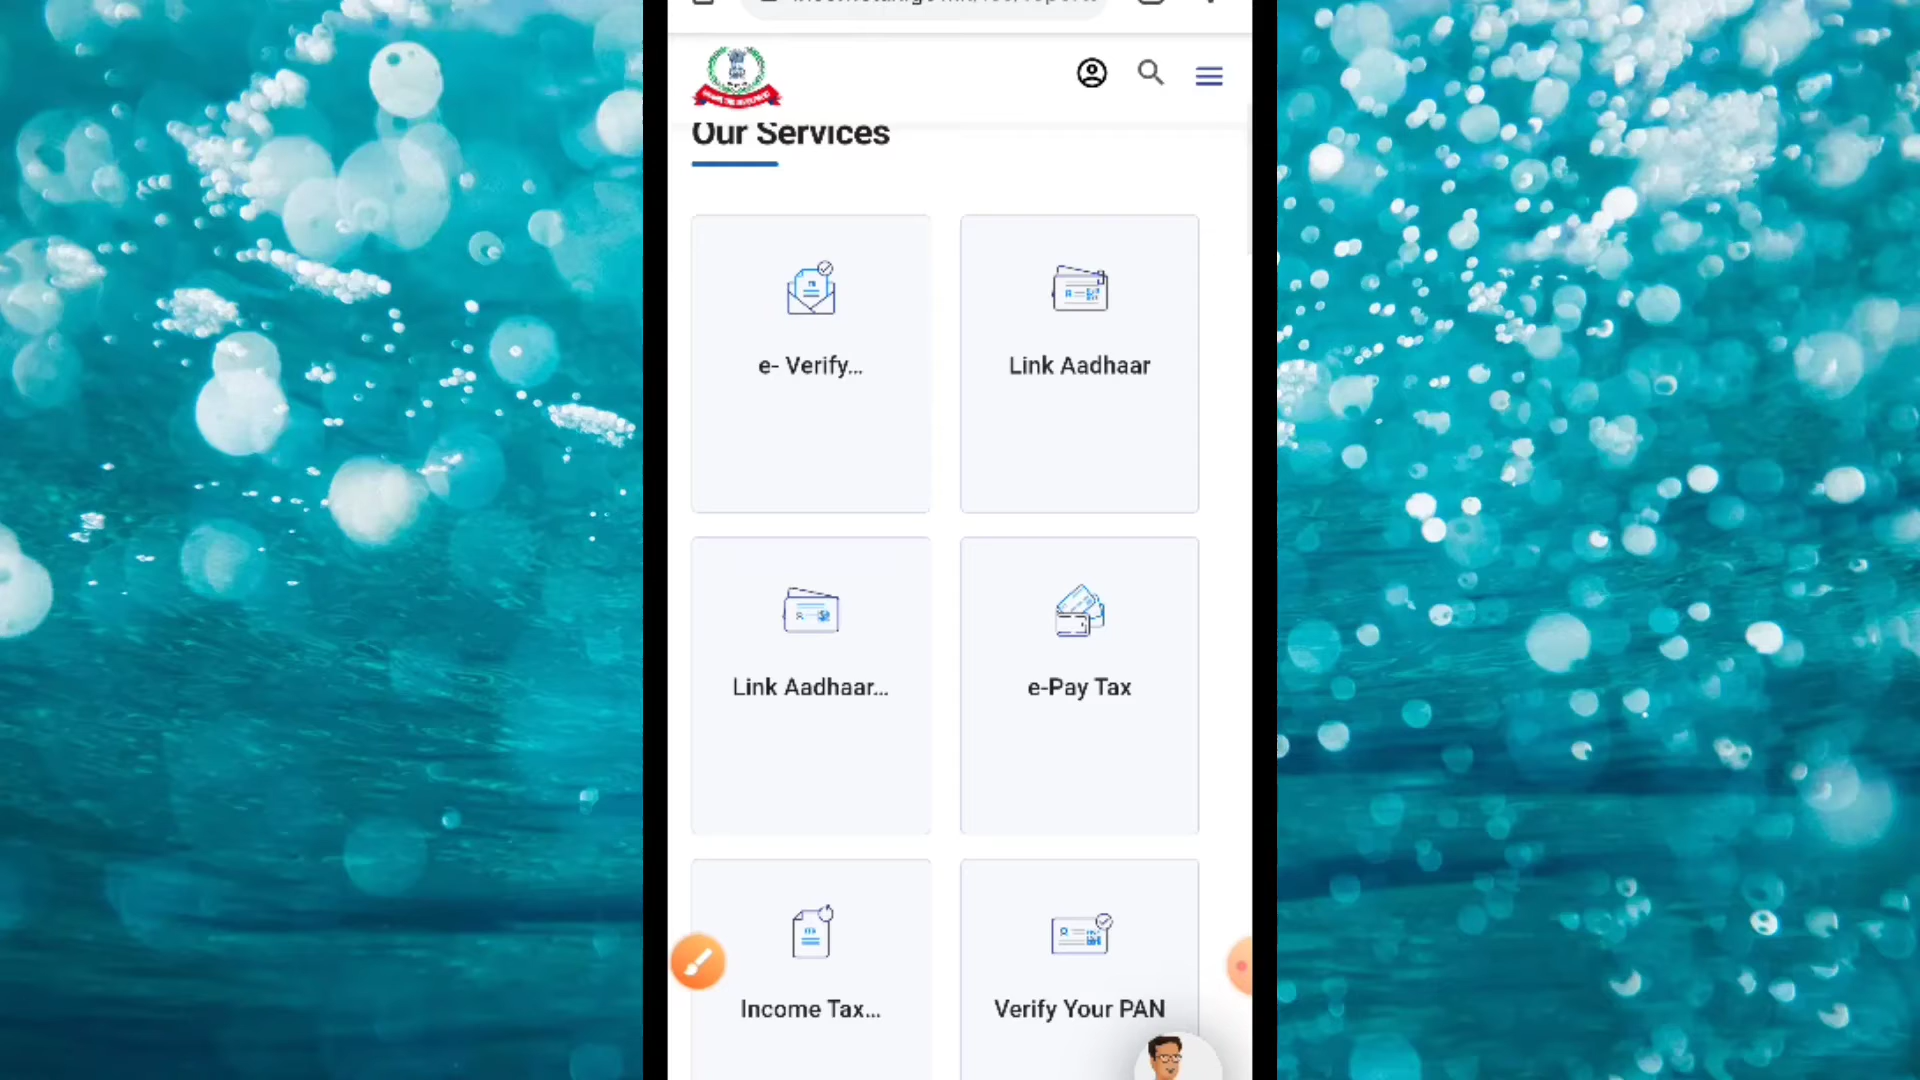 Our Services
e- Verify...
Link Aadhaar
Link Aadhaar...
e-Pay Tax
Income Tax...
Verify Your PAN